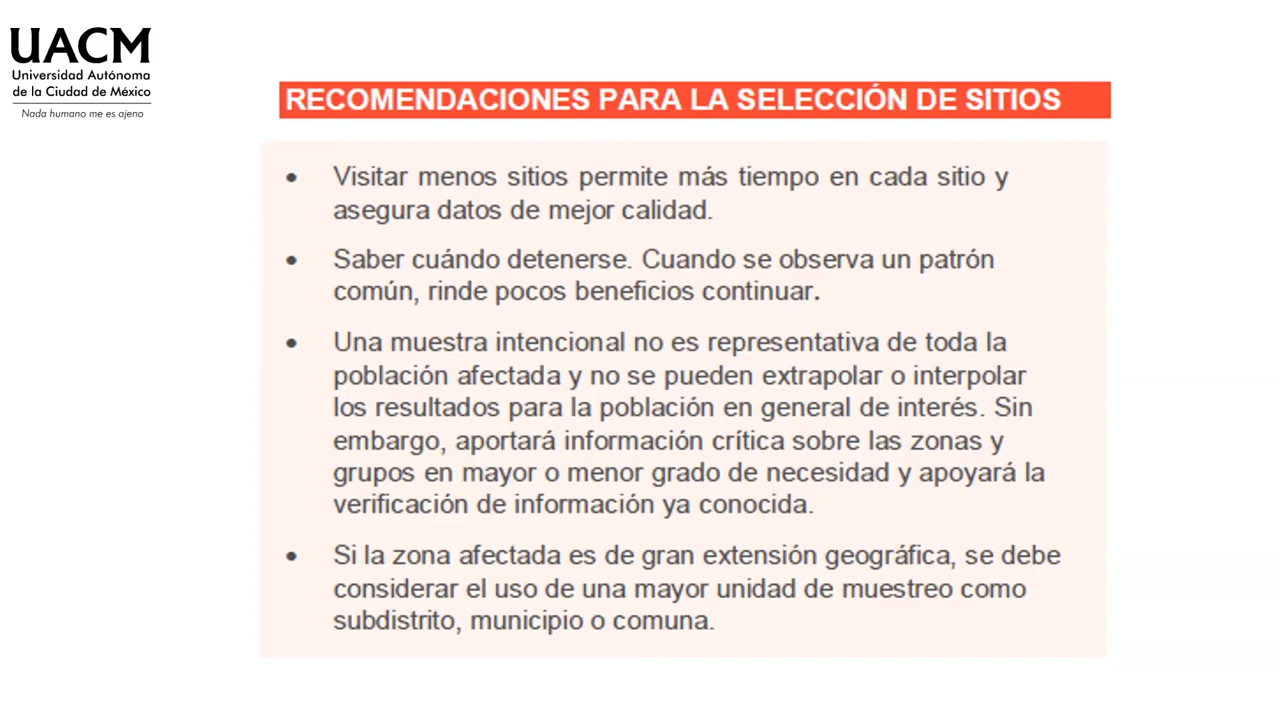 UACM
Universidad Autónoma
de la Ciudad de México
Nada humano me es ajeno
RECOMENDACIONES PARA LA SELECCIÓN DE SITIOS
• Visitar menos sitios permite más tiempo en cada sitio y
asegura datos de mejor calidad.
• Saber cuándo detenerse. Cuando se observa un patrón
común, rinde pocos beneficios continuar.
• Una muestra intencional no es representativa de toda la
población afectada y no se pueden extrapolar o interpolar
los resultados para la población en general de interés. Sin
embargo, aportará información crítica sobre las zonas y
grupos en mayor o menor grado de necesidad y apoyará la
verificación de información ya conocida.
• Si la zona afectada es de gran extensión geográfica, se debe
considerar el uso de una mayor unidad de muestreo como
subdistrito, municipio o comuna.